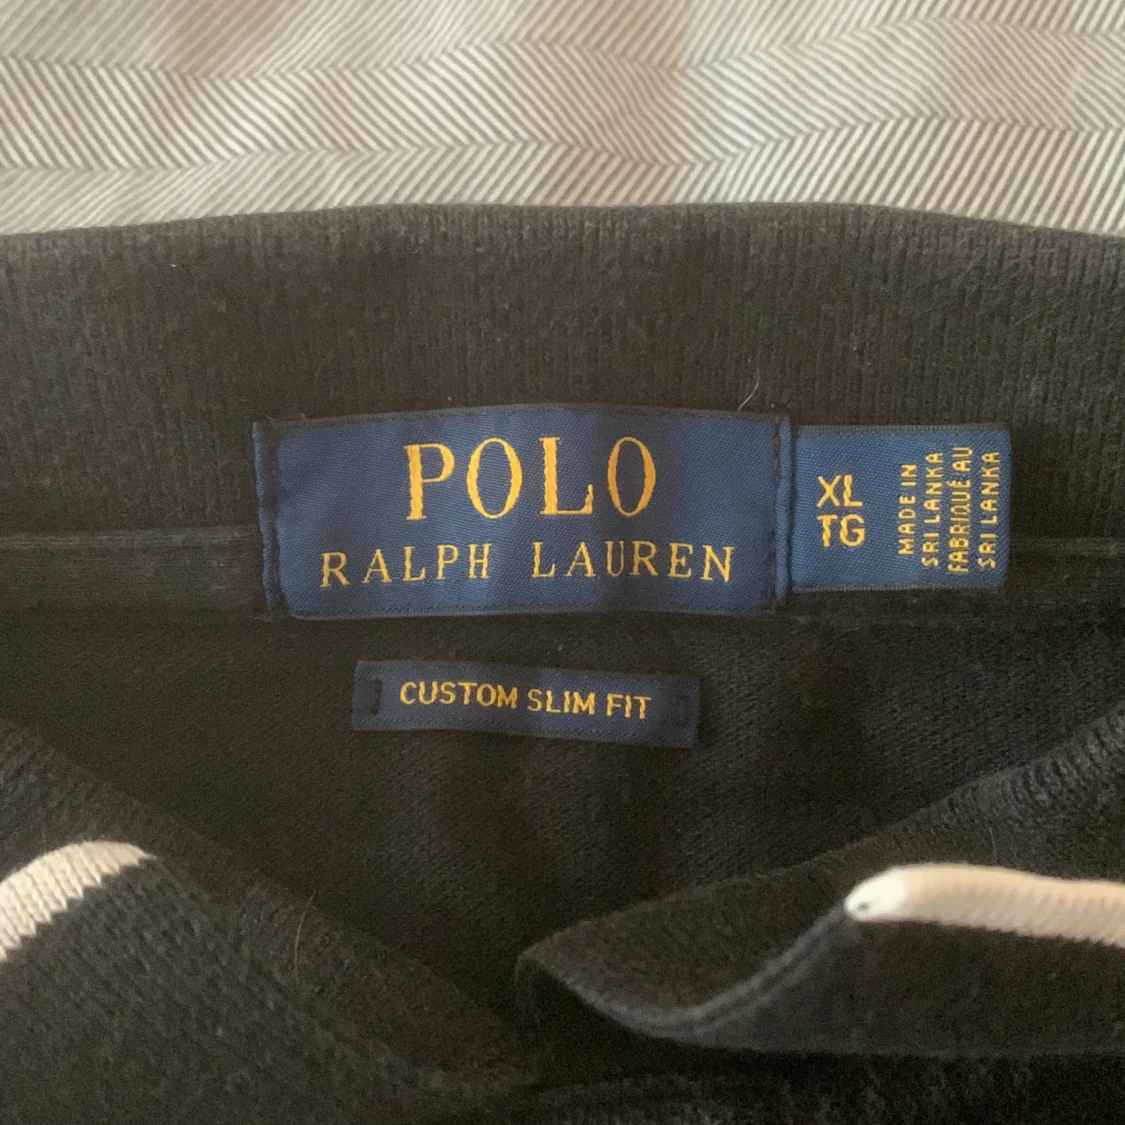 POLO
RALPH LAUREN
XL
TG
MADE IN
SRI LANKA
FABRIQUÉ AU
SRI LANKA
CUSTOM SLIM FIT